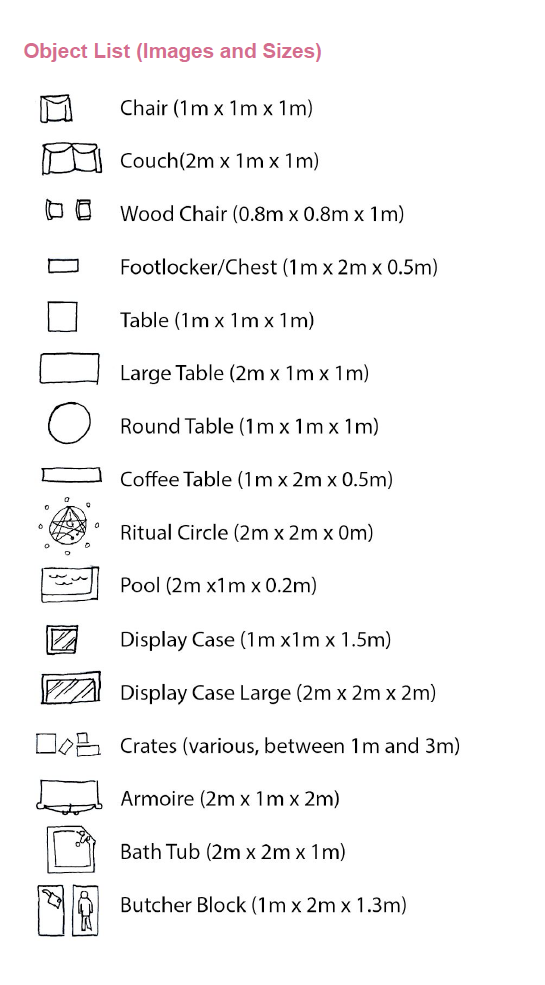 Object List (Images and Sizes)
Chair (1m x 1m x 1m)
Couch(2m x 1m x 1m)
Wood Chair (0.8m x 0.8m x 1m)
Footlocker/Chest (1m x 2m x 0.5m)
Table (1m x 1m x 1m)
Large Table (2m x 1m x 1m)
Round Table (1m x 1m x 1m)
Coffee Table (1m x 2m x 0.5m)
Ritual Circle (2m x 2m x 0m)
Pool (2m x1m x 0.2m)
Display Case (1m x1m x 1.5m)
Display Case Large (2m x 2m x 2m)
Crates (various, between 1m and 3m)
Armoire (2m x 1m x 2m)
Bath Tub (2m x 2m x 1m)
Butcher Block (1m x 2m x 1.3m)